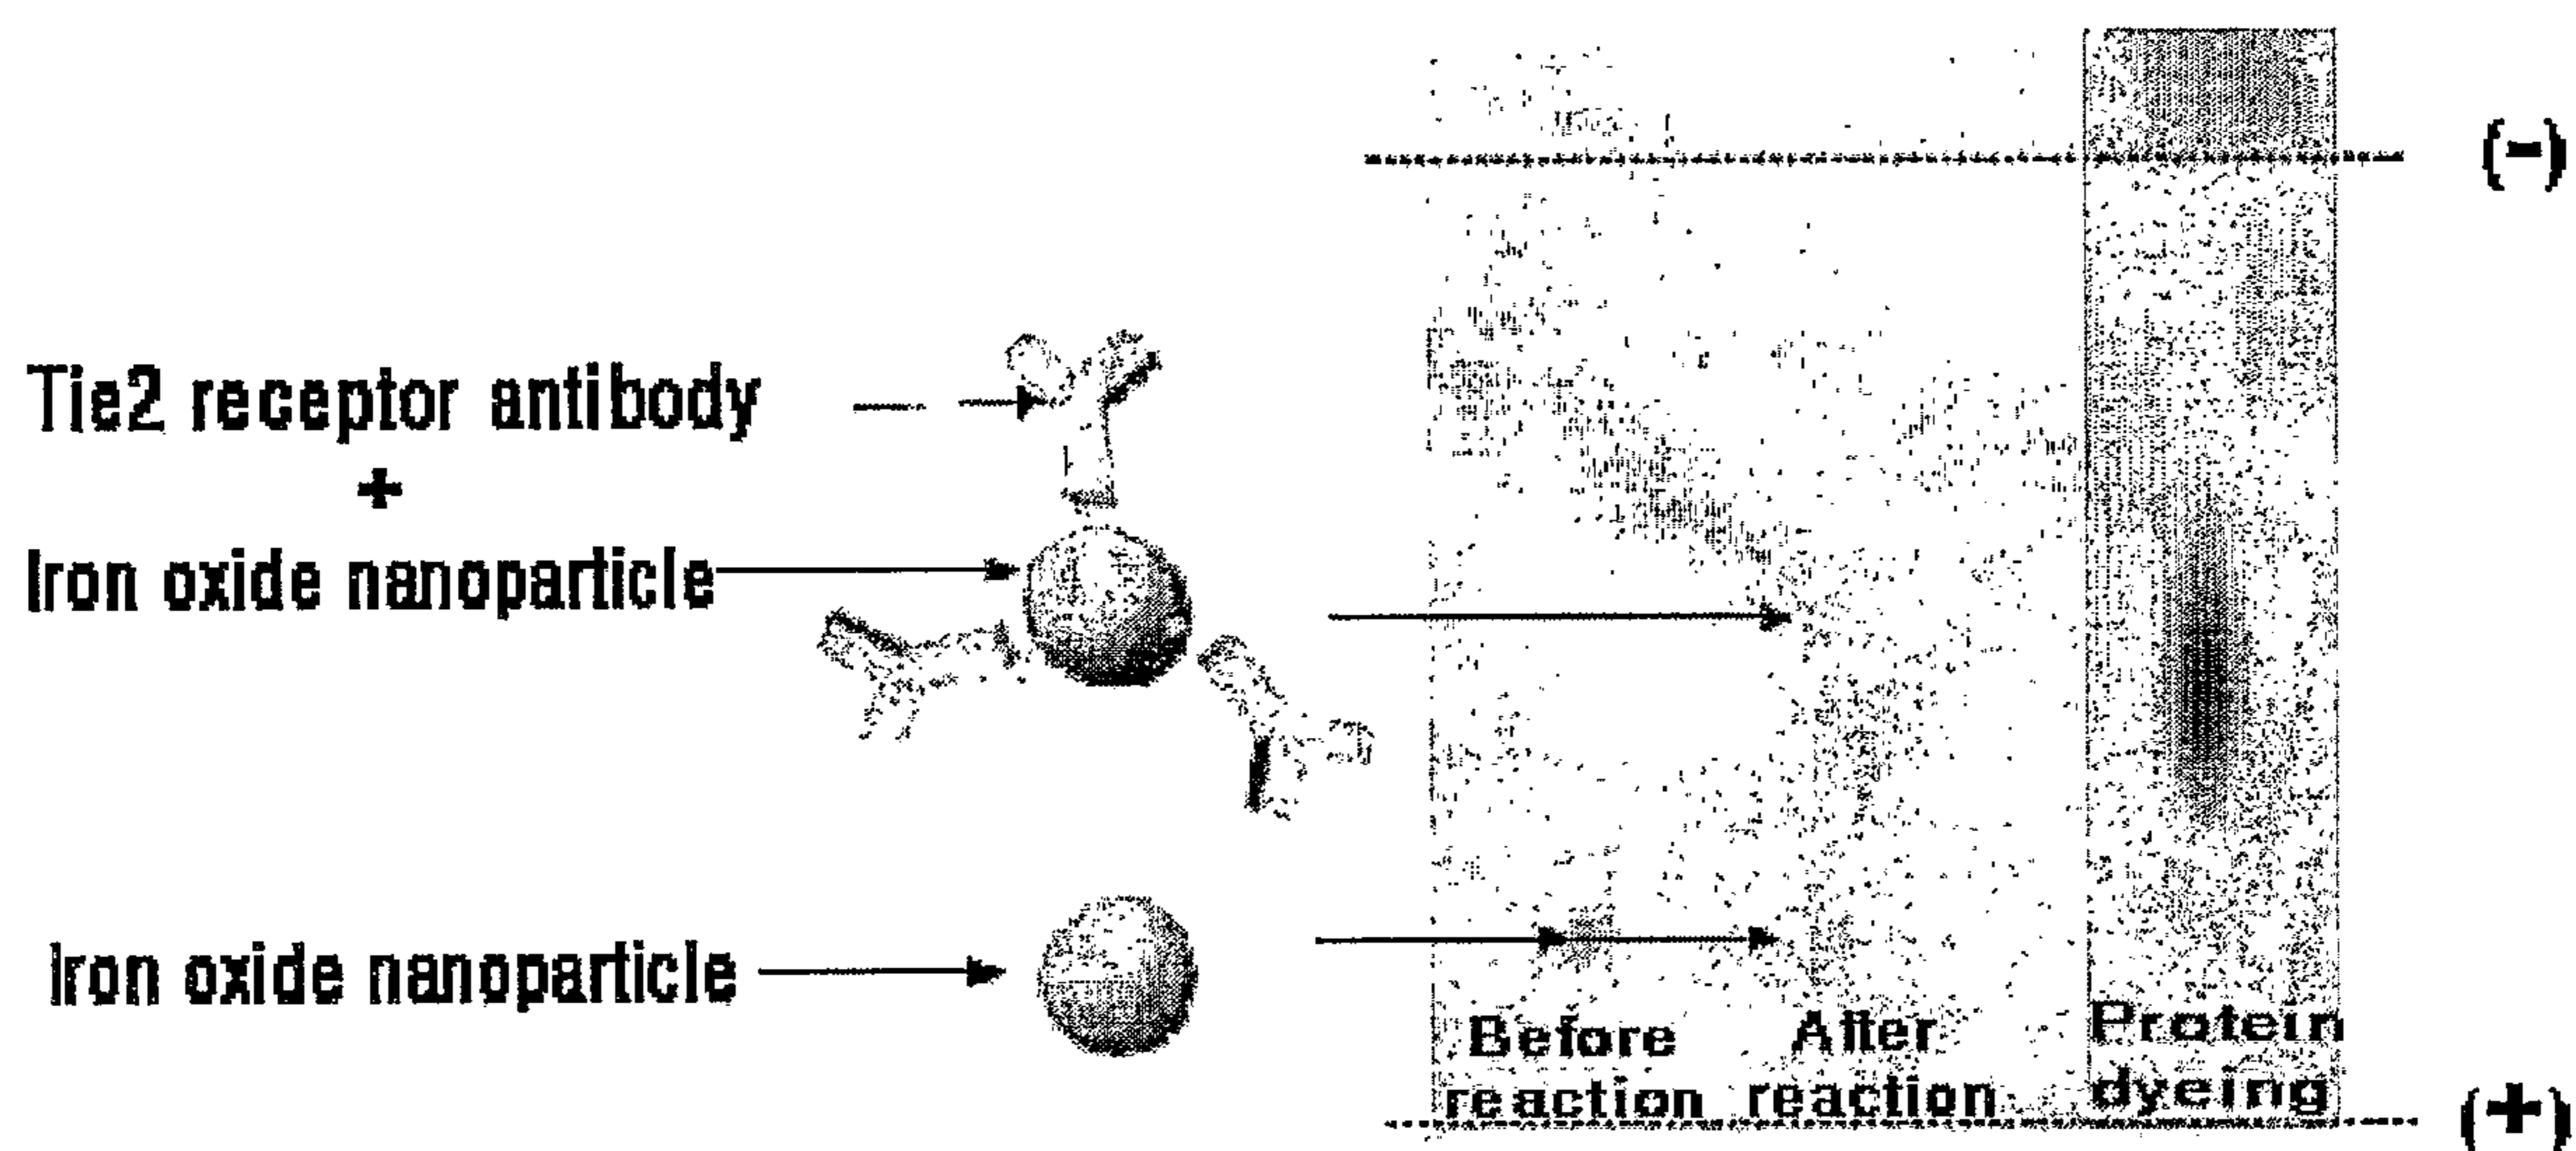 (-)
Tie2 receptor antibody
+
Iron oxide nanoparticle
Iron oxide nanoparticle
Before reaction
After reaction
Protein dyeing
(+)